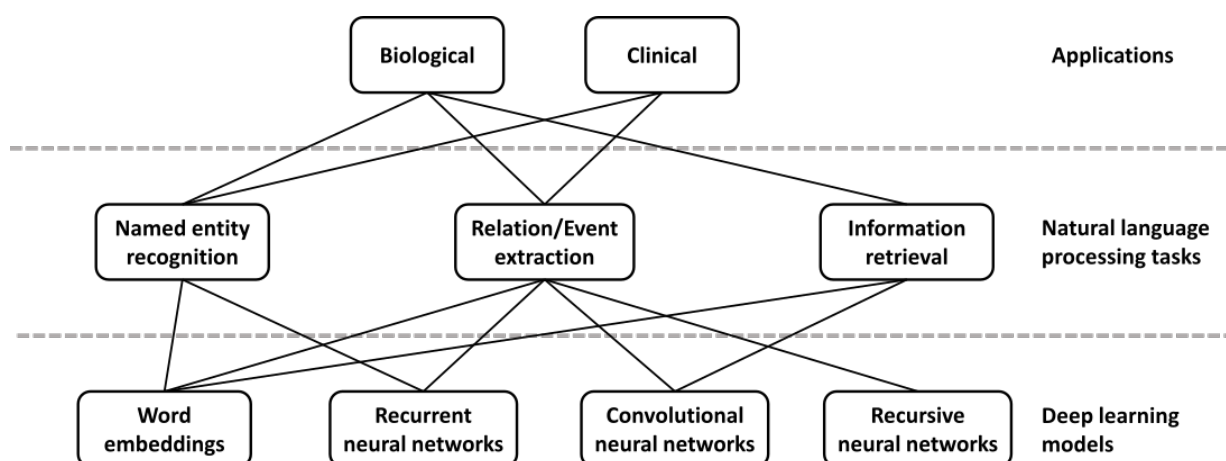 Biological
Clinical
Applications
Named entity
recognition
Relation/Event
extraction
Information
retrieval
Natural language
processing tasks
Word
embeddings
Recurrent
neural networks
Convolutional
neural networks
Recursive
neural networks
Deep learning
models